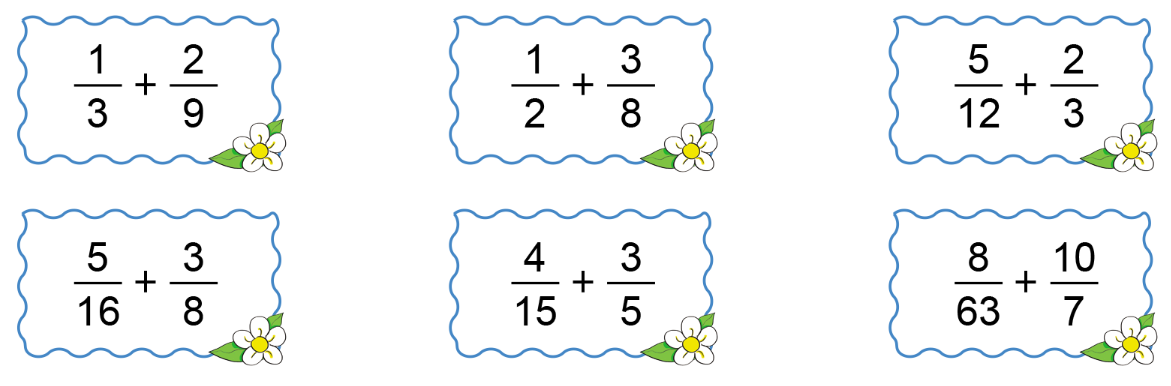 1/3 + 2/9
1/2 + 3/8
5/12 + 2/3
5/16 + 3/8
4/15 + 3/5
8/63 + 10/7